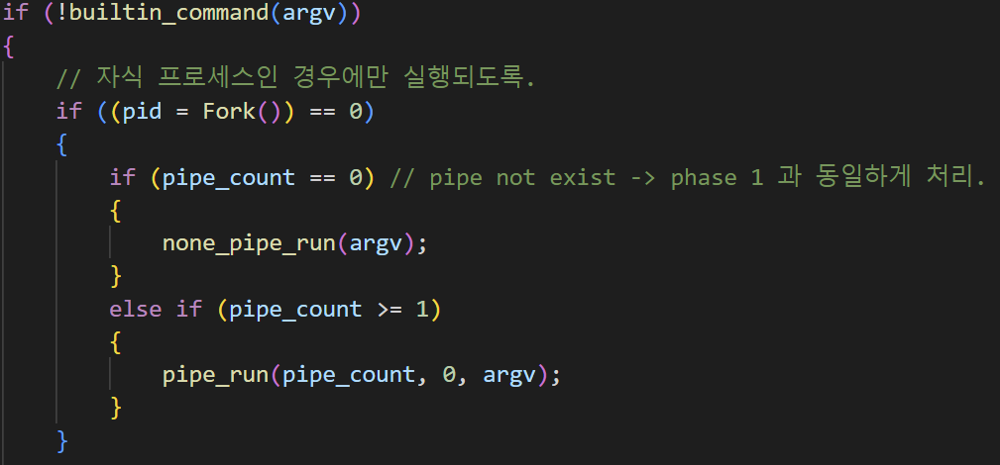 if (!builtin_command(argv))
{
// 자식 프로세스인 경우에만 실행되도록.
if ((pid = Fork()) == 0)
{
if (pipe_count == 0) // pipe not exist -> phase 1 과 동일하게 처리.
{
none_pipe_run(argv);
}
else if (pipe_count >= 1)
{
pipe_run(pipe_count, 0, argv);
}
}